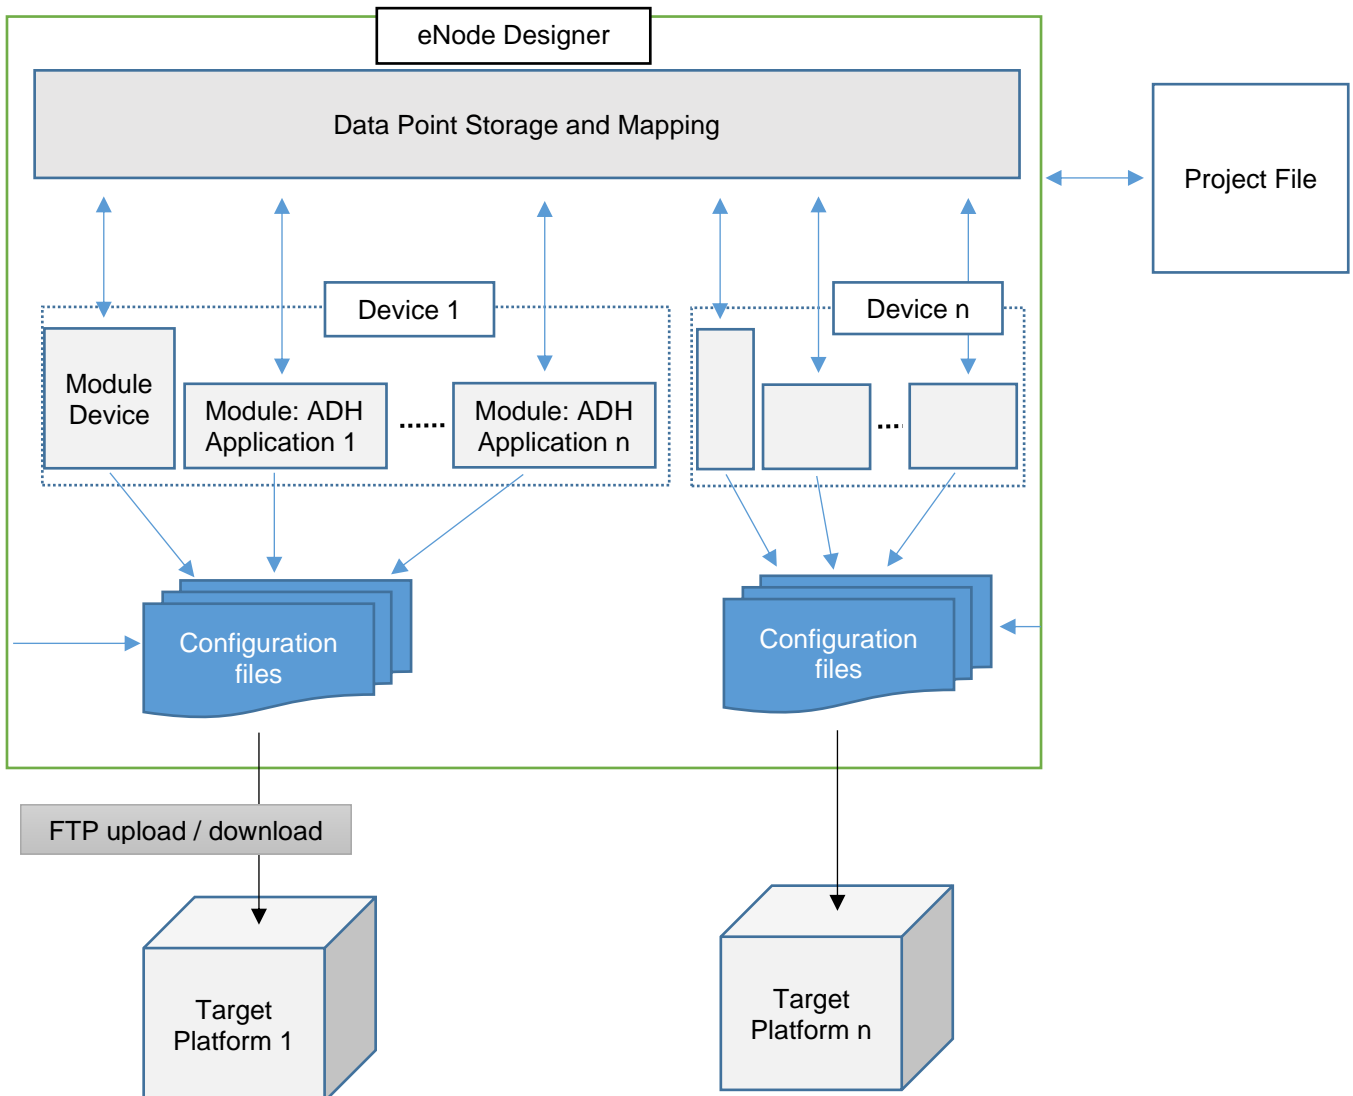 eNode Designer
Data Point Storage and Mapping
Project File
Device 1
Device n
Module
Device
Module: ADH
Application 1
Module: ADH
Application n
Configuration
files
Configuration
files
FTP upload / download
Target
Platform 1
Target
Platform n